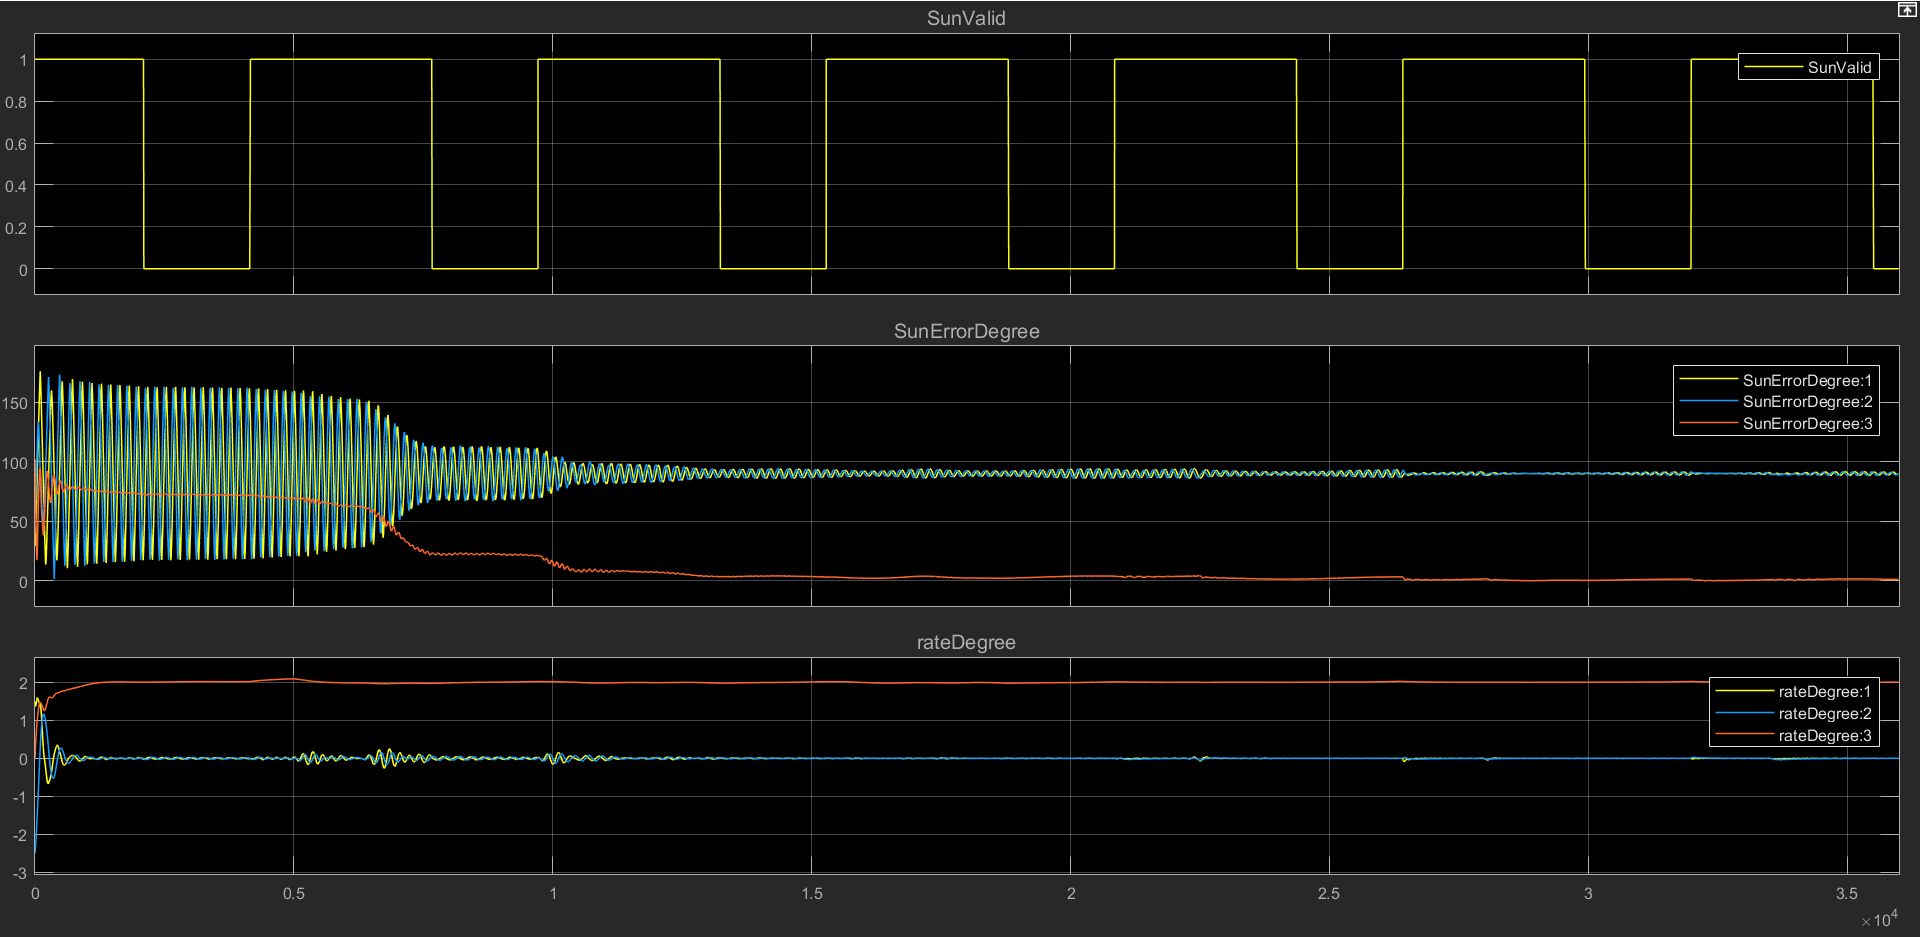 SunValid
1
0.8
0.6
0.4
0.2
0
SunValid
SunErrorDegree
150
100
50
0
SunErrorDegree:1
SunErrorDegree:2
SunErrorDegree:3
rateDegree
2
1
0
-1
-2
-3
rateDegree:1
rateDegree:2
rateDegree:3
0 0.5 1 1.5 2 2.5 3 3.5
×10⁴